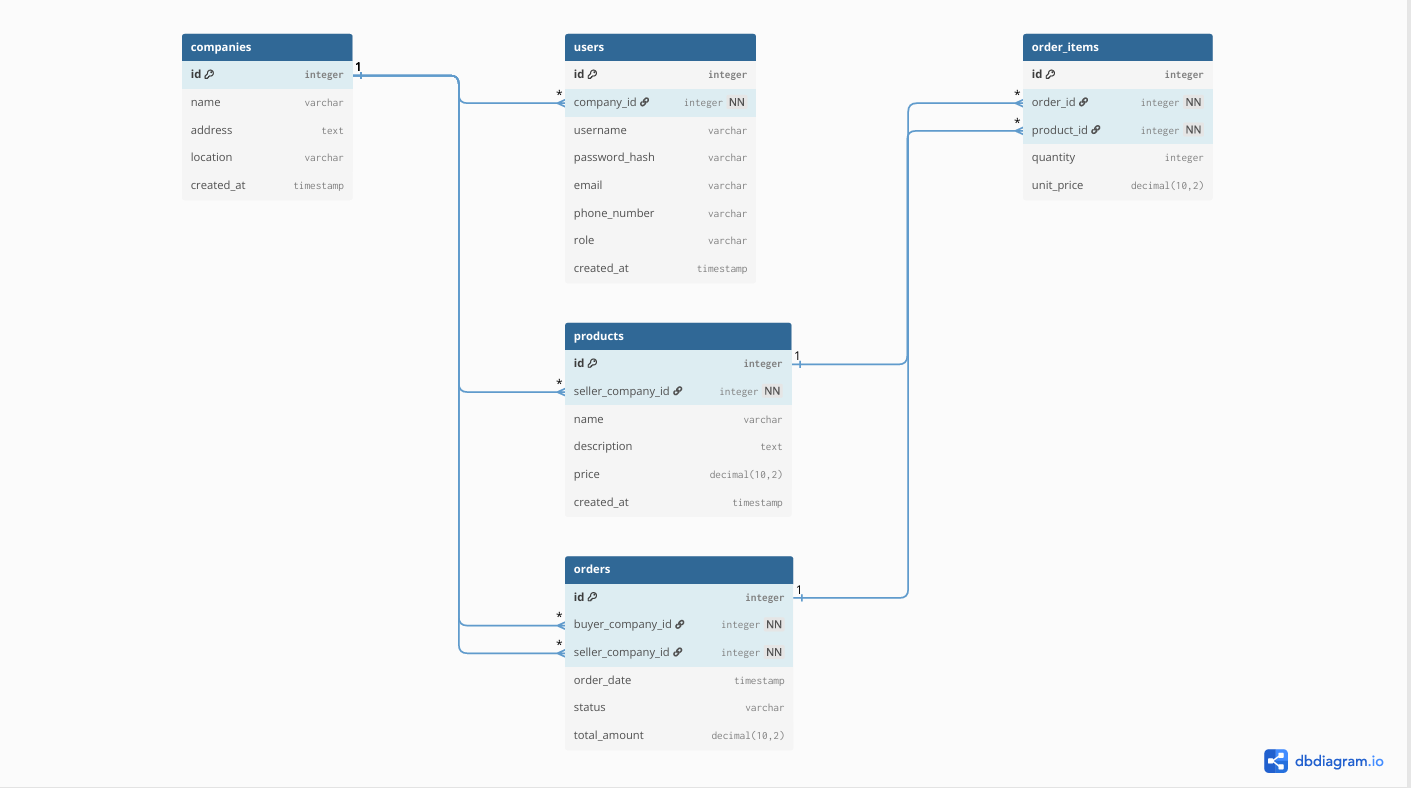 companies
id integer
name varchar
address text
location varchar
created_at timestamp
1
users
id integer
* company_id integer NN
username varchar
password_hash varchar
email varchar
phone_number varchar
role varchar
created_at timestamp
products
id integer 1
* seller_company_id integer NN
name varchar
description text
price decimal(10,2)
created_at timestamp
orders
id integer 1
* buyer_company_id integer NN
* seller_company_id integer NN
order_date timestamp
status varchar
total_amount decimal(10,2)
order_items
id integer
* order_id integer NN
* product_id integer NN
quantity integer
unit_price decimal(10,2)
dbdiagram.io